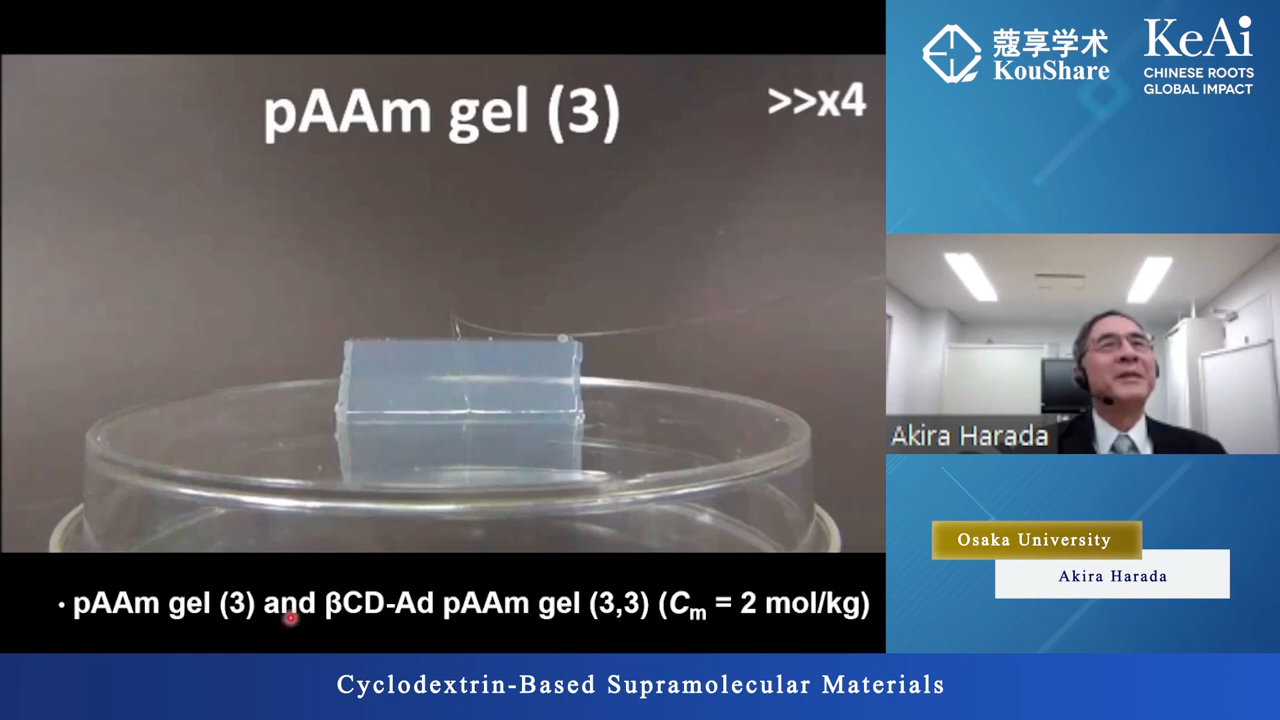 pAAm gel (3)
>>x4
· pAAm gel (3) and βCD-Ad pAAm gel (3,3) (Cm = 2 mol/kg)
蔻享学术
KouShare
KeAi
CHINESE ROOTS
GLOBAL IMPACT
Akira Harada
Osaka University
Akira Harada
Cyclodextrin-Based Supramolecular Materials